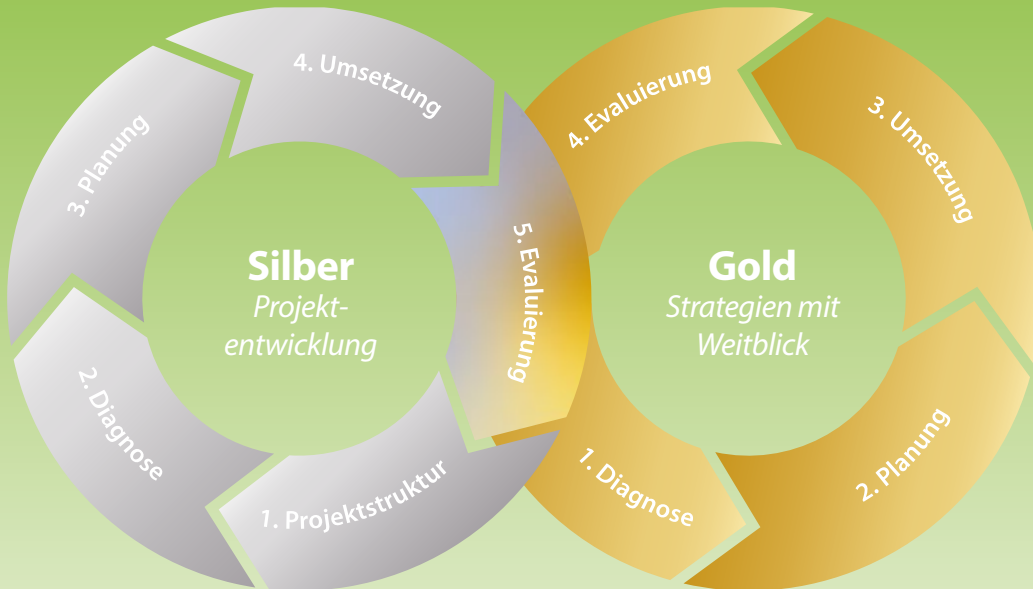 Silber
Projekt-
entwicklung
1. Projektstruktur
2. Diagnose
3. Planung
4. Umsetzung
5. Evaluierung
Gold
Strategien mit
Weitblick
1. Diagnose
2. Planung
3. Umsetzung
4. Evaluierung